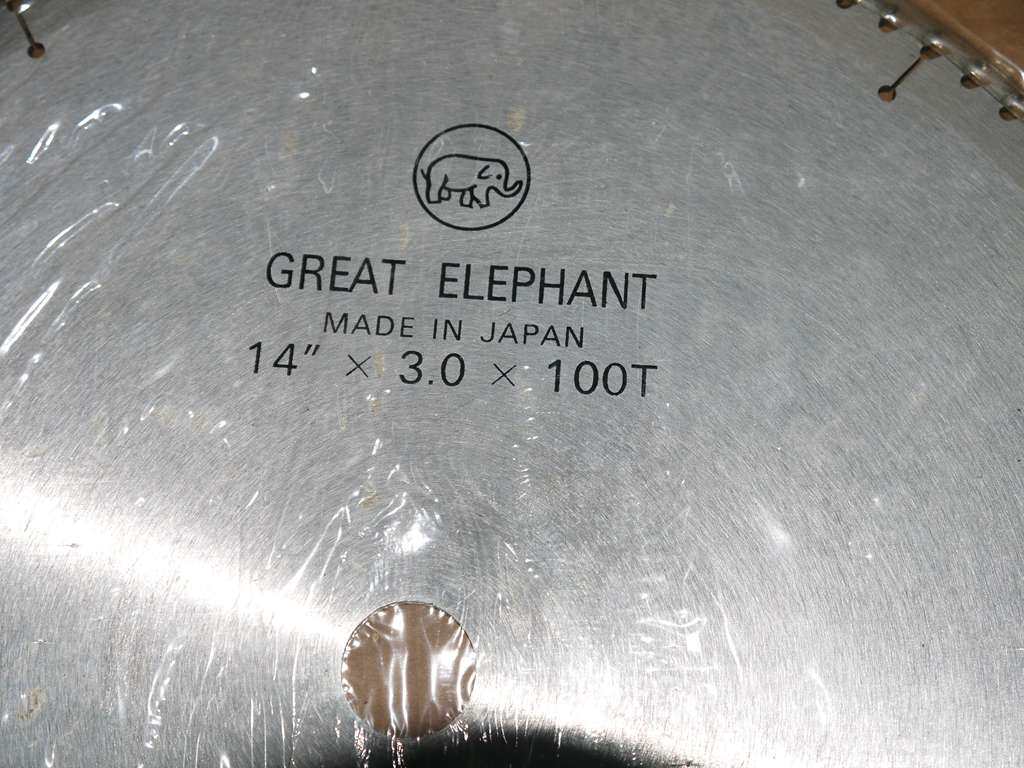 GREAT ELEPHANT
MADE IN JAPAN
14" × 3.0 × 100T